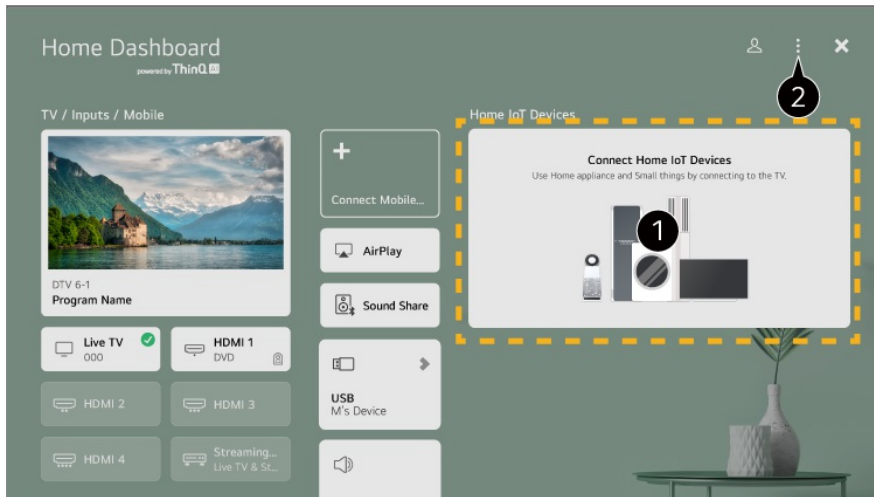 Home Dashboard
powered by ThinQ AI
2
TV / Inputs / Mobile
Home IoT Devices
Connect Home IoT Devices
Use Home appliance and Small things by connecting to the TV.
1
DTV 6-1
Program Name
Connect Mobile...
AirPlay
Sound Share
Live TV
000
HDMI 1
DVD
USB
M's Device
HDMI 2
HDMI 3
HDMI 4
Streaming...
Live TV & St...